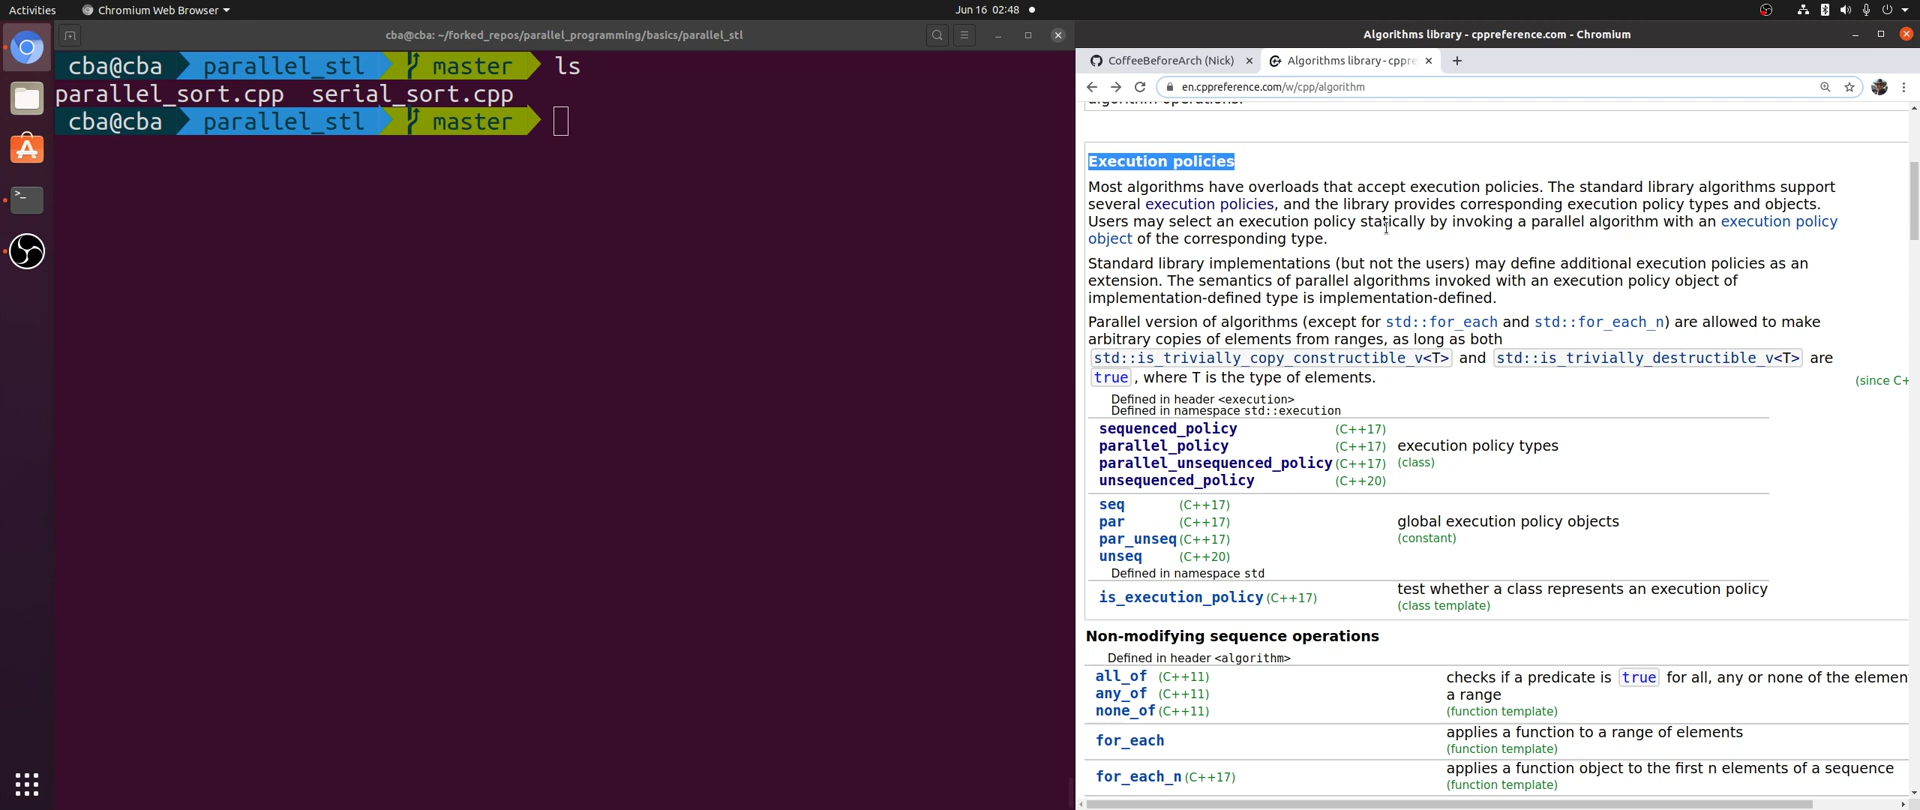 Activities
Chromium Web Browser
Jun 16 02:48
cba@cba: ~/forked_repos/parallel_programming/basics/parallel_stl
cba@cba parallel_stl master ls
parallel_sort.cpp serial_sort.cpp
cba@cba parallel_stl master
Algorithms library - cppreference.com - Chromium
CoffeeBeforeArch (Nick)
Algorithms library - cppre
en.cppreference.com/w/cpp/algorithm
algorithm operations.
Execution policies
Most algorithms have overloads that accept execution policies. The standard library algorithms support
several execution policies, and the library provides corresponding execution policy types and objects.
Users may select an execution policy statically by invoking a parallel algorithm with an execution policy
object of the corresponding type.
Standard library implementations (but not the users) may define additional execution policies as an
extension. The semantics of parallel algorithms invoked with an execution policy object of
implementation-defined type is implementation-defined.
Parallel version of algorithms (except for std::for_each and std::for_each_n) are allowed to make
arbitrary copies of elements from ranges, as long as both
std::is_trivially_copy_constructible_v<T> and std::is_trivially_destructible_v<T> are
true, where T is the type of elements.
(since C+
Defined in header <execution>
Defined in namespace std::execution
sequenced_policy (C++17)
parallel_policy (C++17) execution policy types
parallel_unsequenced_policy (C++17) (class)
unsequenced_policy (C++20)
seq (C++17)
par (C++17) global execution policy objects
par_unseq (C++17) (constant)
unseq (C++20)
Defined in namespace std
is_execution_policy (C++17) test whether a class represents an execution policy
(class template)
Non-modifying sequence operations
Defined in header <algorithm>
all_of (C++11) checks if a predicate is true for all, any or none of the elemen
any_of (C++11) a range
none_of (C++11) (function template)
for_each applies a function to a range of elements
(function template)
for_each_n (C++17) applies a function object to the first n elements of a sequence
(function template)